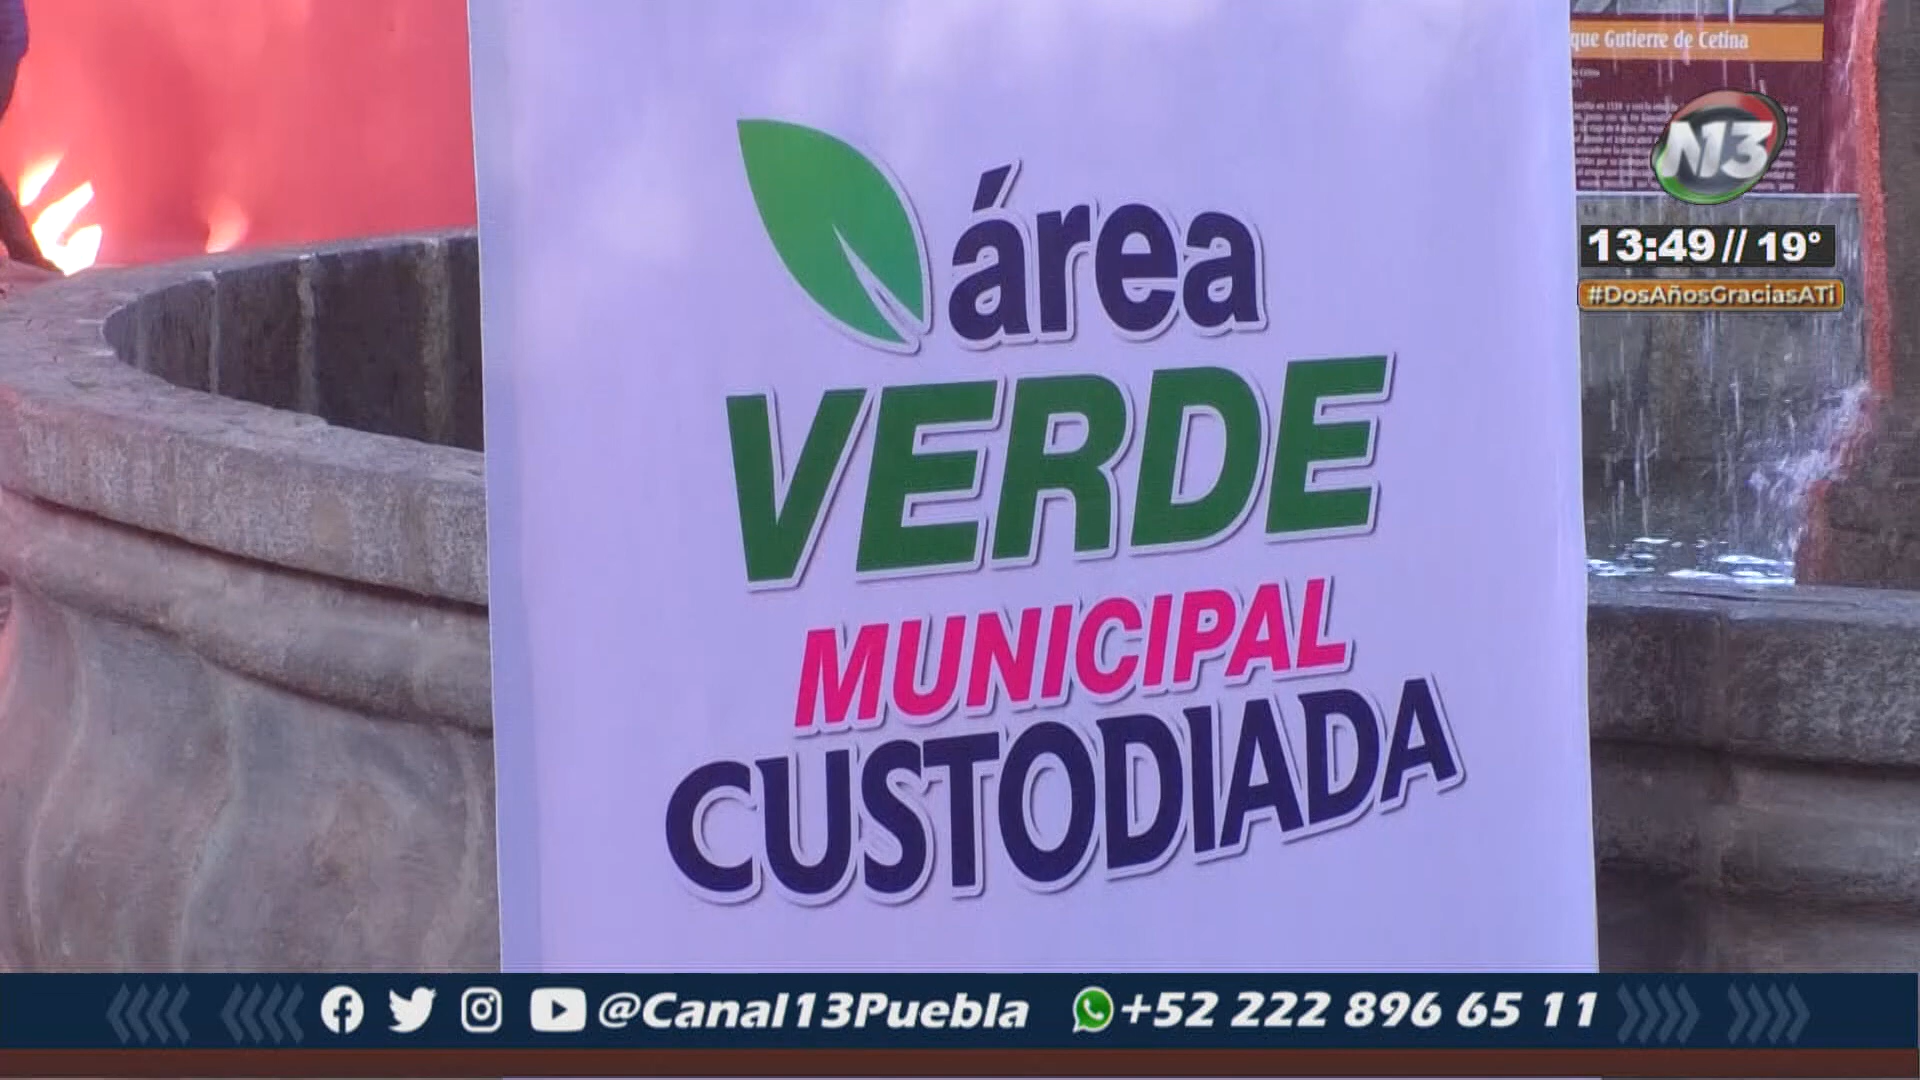 que Gutierre de Cetina
N13
13:49 // 19°
#DosAñosGraciasATi
área
VERDE
MUNICIPAL
CUSTODIADA
@Canal13Puebla +52 222 896 65 11